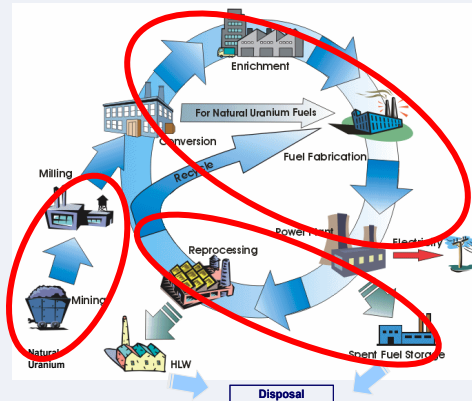 Enrichment
For Natural Uranium Fuels
Conversion
Fuel Fabrication
Milling
Recycle
Power Plant
Electricity
Reprocessing
Mining
Natural
Uranium
HLW
Spent Fuel Storage
Disposal